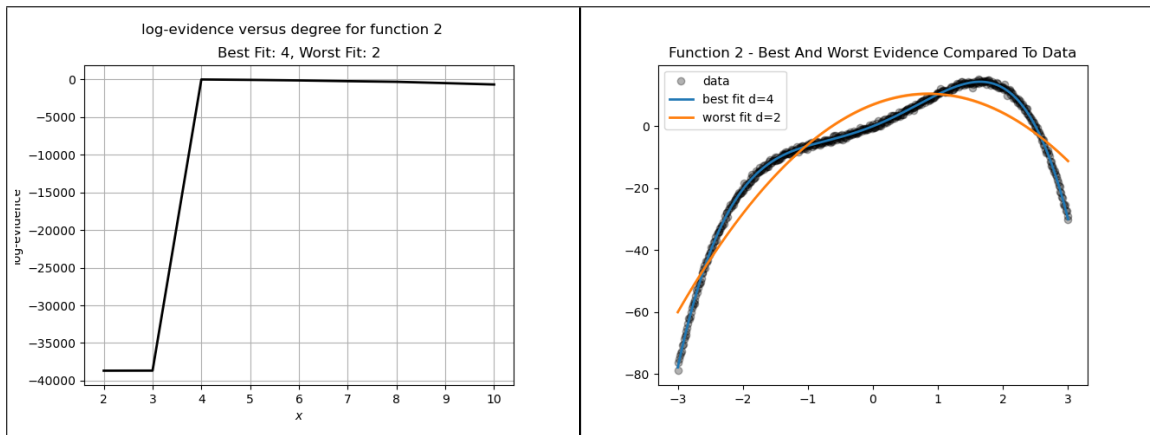 log-evidence versus degree for function 2
Best Fit: 4, Worst Fit: 2
0
−5000
−10000
−15000
−20000
−25000
−30000
−35000
−40000
log-evidence
2 3 4 5 6 7 8 9 10
x
Function 2 - Best And Worst Evidence Compared To Data
data
best fit d=4
worst fit d=2
0
−20
−40
−60
−80
−3 −2 −1 0 1 2 3